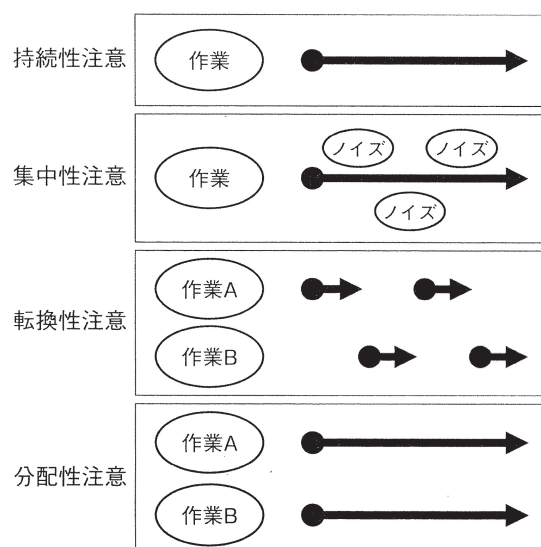 持続性注意
作業
集中性注意
作業
ノイズ
ノイズ
ノイズ
転換性注意
作業A
作業B
分配性注意
作業A
作業B